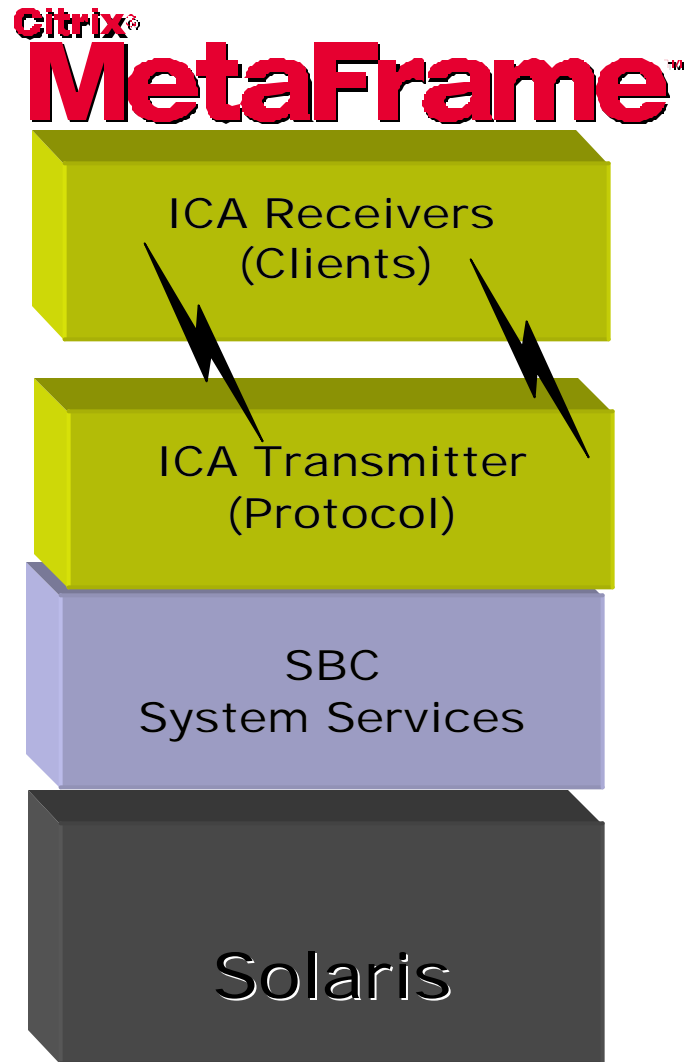 Citrix®
MetaFrame™
ICA Receivers
(Clients)
ICA Transmitter
(Protocol)
SBC
System Services
Solaris